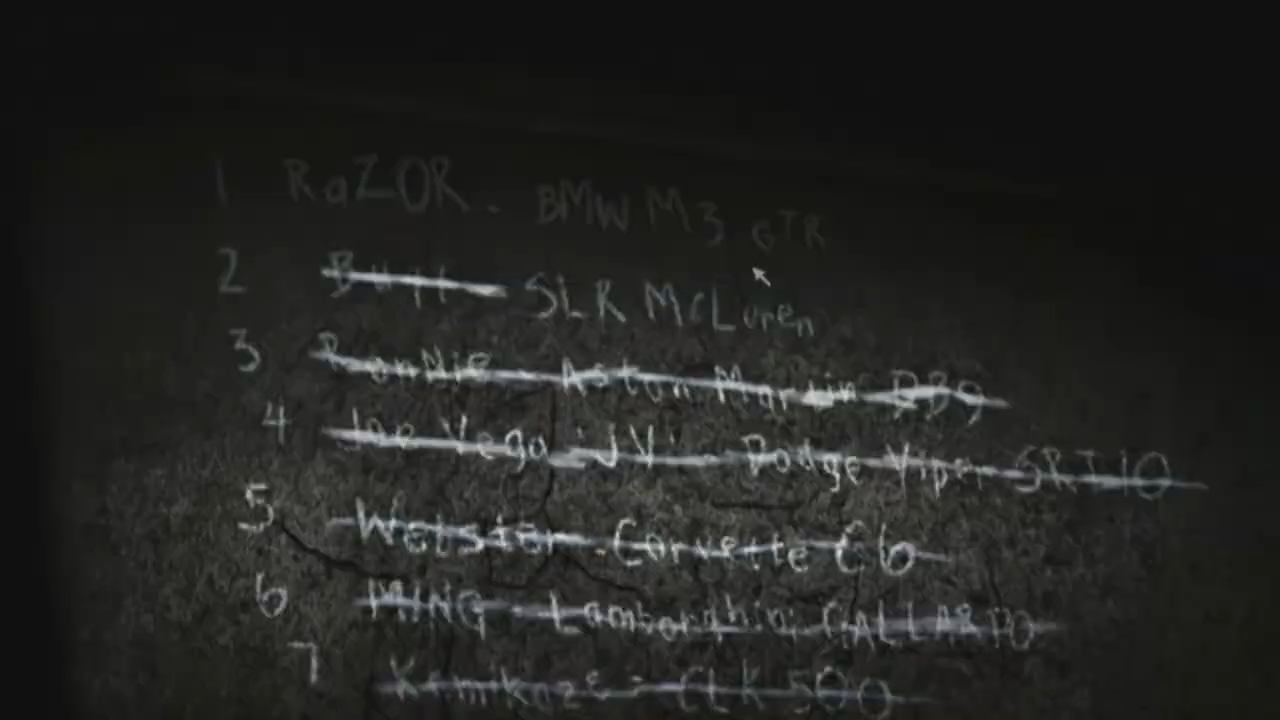 1 RaZOR - BMW M3 GTR
2 Bull SLR McLaren
3 RonNIE - Aston Martin DB9
4 Joe Vega 'JV' - Dodge Viper SRT10
5 Webster - Corvette C6
6 MING - Lamborghini GALLARDO
7 Kamikaze - CLK 500